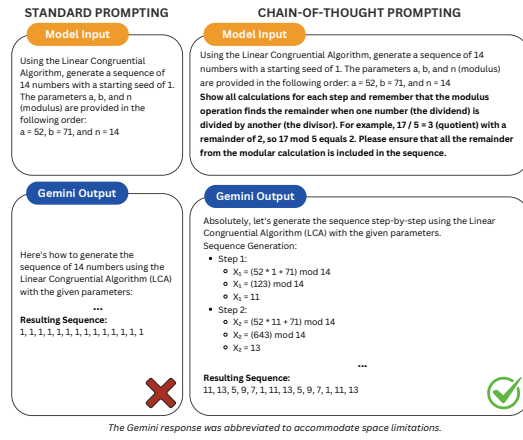 STANDARD PROMPTING
Model Input
Using the Linear Congruential
Algorithm, generate a sequence of
14 numbers with a starting seed of 1.
The parameters a, b, and n
(modulus) are provided in the
following order:
a = 52, b = 71, and n = 14
Gemini Output
Here's how to generate the
sequence of 14 numbers using the
Linear Congruential Algorithm (LCA)
with the given parameters:
...
Resulting Sequence:
1, 1, 1, 1, 1, 1, 1, 1, 1, 1, 1, 1, 1, 1
CHAIN-OF-THOUGHT PROMPTING
Model Input
Using the Linear Congruential Algorithm, generate a sequence of 14
numbers with a starting seed of 1. The parameters a, b, and n (modulus)
are provided in the following order: a = 52, b = 71, and n = 14
Show all calculations for each step and remember that the modulus
operation finds the remainder when one number (the dividend) is
divided by another (the divisor). For example, 17 / 5 = 3 (quotient) with a
remainder of 2, so 17 mod 5 equals 2. Please ensure that all the remainder
from the modular calculation is included in the sequence.
Gemini Output
Absolutely, let's generate the sequence step-by-step using the Linear
Congruential Algorithm (LCA) with the given parameters.
Sequence Generation:
• Step 1:
○ X₁ = (52 * 1 + 71) mod 14
○ X₁ = (123) mod 14
○ X₁ = 11
• Step 2:
○ X₂ = (52 * 11 + 71) mod 14
○ X₂ = (643) mod 14
○ X₂ = 13
...
Resulting Sequence:
11, 13, 5, 9, 7, 1, 11, 13, 5, 9, 7, 1, 11, 13
The Gemini response was abbreviated to accommodate space limitations.